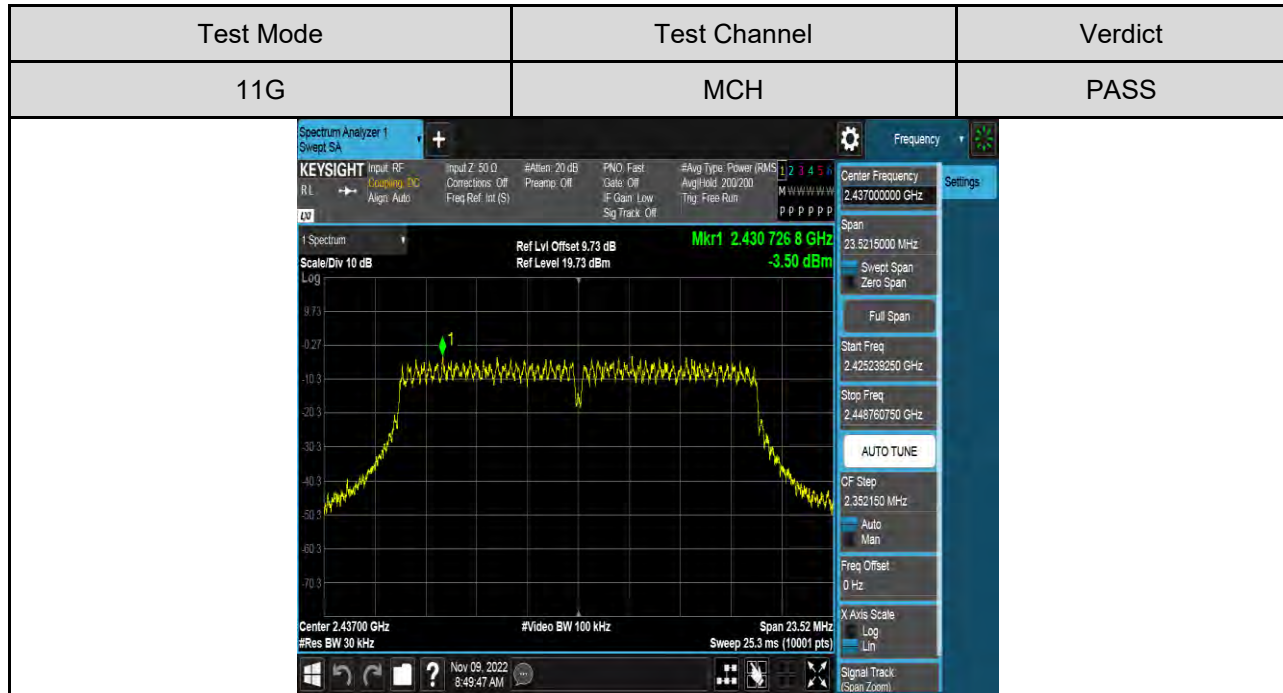 Test Mode Test Channel Verdict
11G MCH PASS
Spectrum Analyzer 1
Swept SA
+
Frequency
KEYSIGHT Input: RF Input Z: 50 Ω #Atten: 20 dB PNO: Fast #Avg Type: Power (RMS 1 2 3 4 5 6
RL Coupling: DC Corrections: Off Preamp: Off Gate: Off Avg|Hold: 200/200 M W W W W W
Align: Auto Freq Ref: Int (S) IF Gain: Low Trig: Free Run
Sig Track: Off P P P P P P
LXI
1 Spectrum
Ref Lvl Offset 9.73 dB Mkr1 2.430 726 8 GHz
Scale/Div 10 dB Ref Level 19.73 dBm -3.50 dBm
Log
9.73
1
-0.27
-10.3
-20.3
-30.3
-40.3
-50.3
-60.3
-70.3
Center 2.43700 GHz #Video BW 100 kHz Span 23.52 MHz
#Res BW 30 kHz Sweep 25.3 ms (10001 pts)
?
Nov 09, 2022
8:49:47 AM
Center Frequency
2.437000000 GHz
Settings
Span
23.5215000 MHz
Swept Span
Zero Span
Full Span
Start Freq
2.425239250 GHz
Stop Freq
2.448760750 GHz
AUTO TUNE
CF Step
2.352150 MHz
Auto
Man
Freq Offset
0 Hz
X Axis Scale
Log
Lin
Signal Track
(Span Zoom)